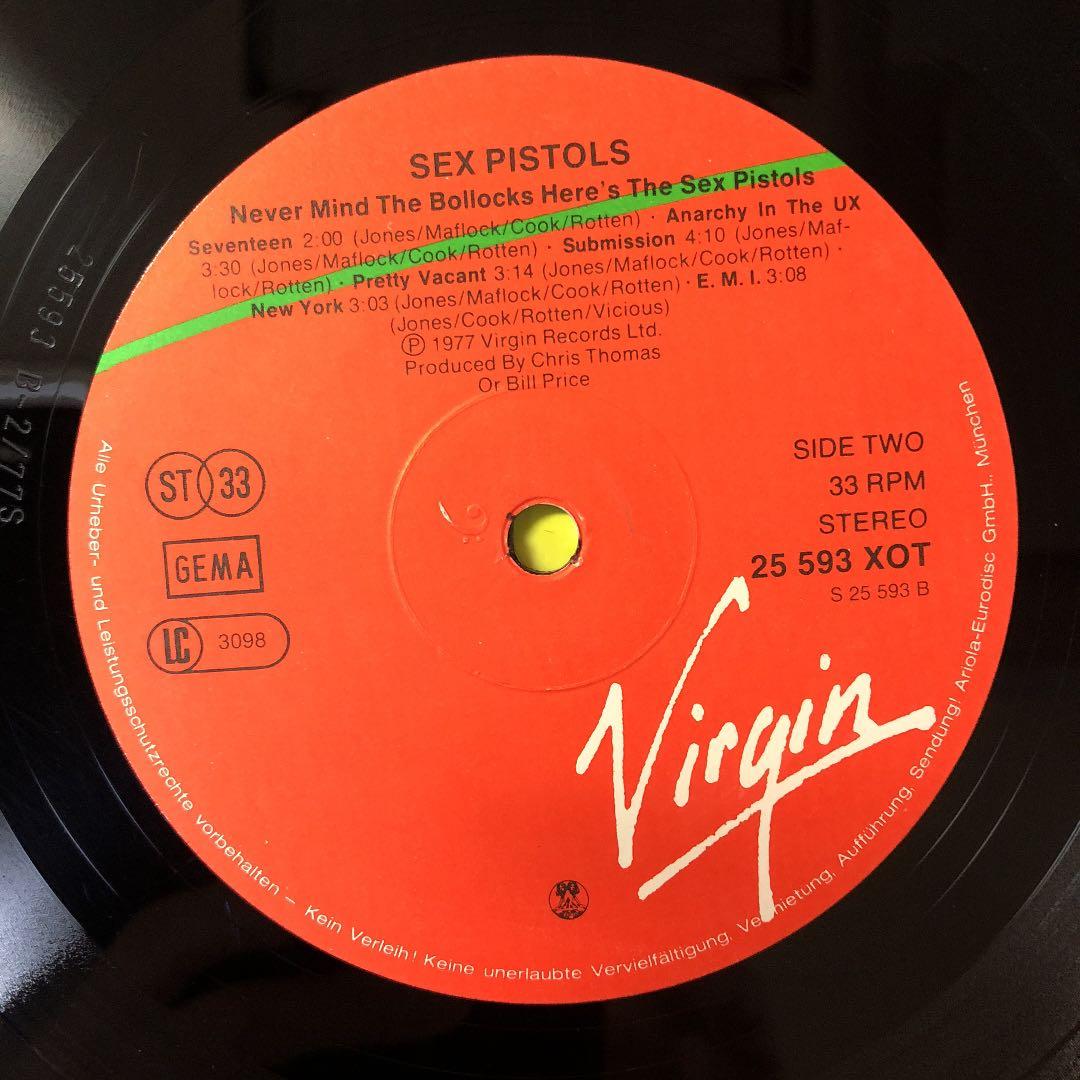 SEX PISTOLS
Never Mind The Bollocks Here's The Sex Pistols
Seventeen 2:00 (Jones/Maflock/Cook/Rotten) · Anarchy In The UX
3:30 (Jones/Maflock/Cook/Rotten) · Submission 4:10 (Jones/Maf-
lock/Rotten) · Pretty Vacant 3:14 (Jones/Maflock/Cook/Rotten) ·
New York 3:03 (Jones/Maflock/Cook/Rotten) · E. M. I. 3:08
(Jones/Cook/Rotten/Vicious)
Ⓟ 1977 Virgin Records Ltd.
Produced By Chris Thomas
Or Bill Price
ST 33
GEMA
LC 3098
SIDE TWO
33 RPM
STEREO
25 593 XOT
S 25 593 B
Virgin
Alle Urheber- und Leistungsschutzrechte vorbehalten – Kein Verleih! Keine unerlaubte Vervielfältigung, Vermietung, Aufführung, Sendung! Ariola-Eurodisc GmbH., München
25593 B-2/77S